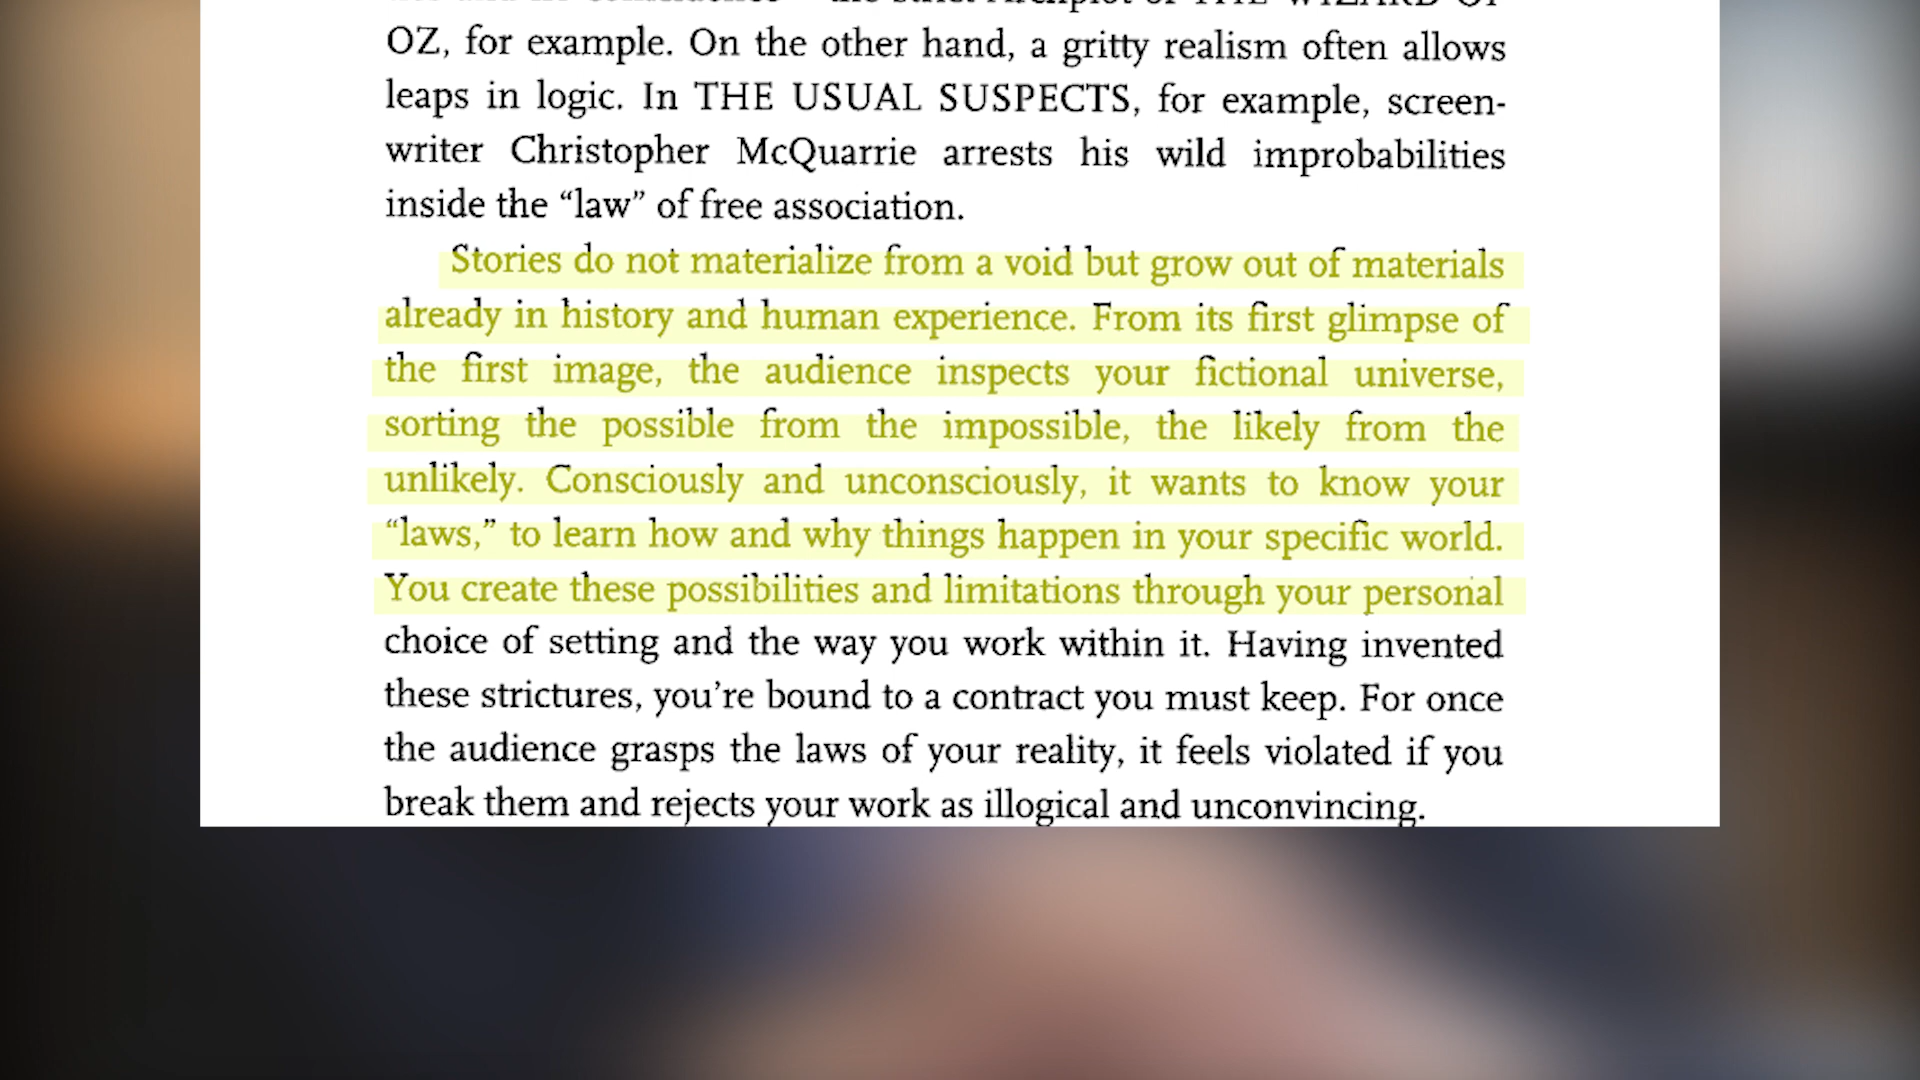 OZ, for example. On the other hand, a gritty realism often allows
leaps in logic. In THE USUAL SUSPECTS, for example, screen-
writer Christopher McQuarrie arrests his wild improbabilities
inside the “law” of free association.
Stories do not materialize from a void but grow out of materials
already in history and human experience. From its first glimpse of
the first image, the audience inspects your fictional universe,
sorting the possible from the impossible, the likely from the
unlikely. Consciously and unconsciously, it wants to know your
“laws,” to learn how and why things happen in your specific world.
You create these possibilities and limitations through your personal
choice of setting and the way you work within it. Having invented
these strictures, you’re bound to a contract you must keep. For once
the audience grasps the laws of your reality, it feels violated if you
break them and rejects your work as illogical and unconvincing.